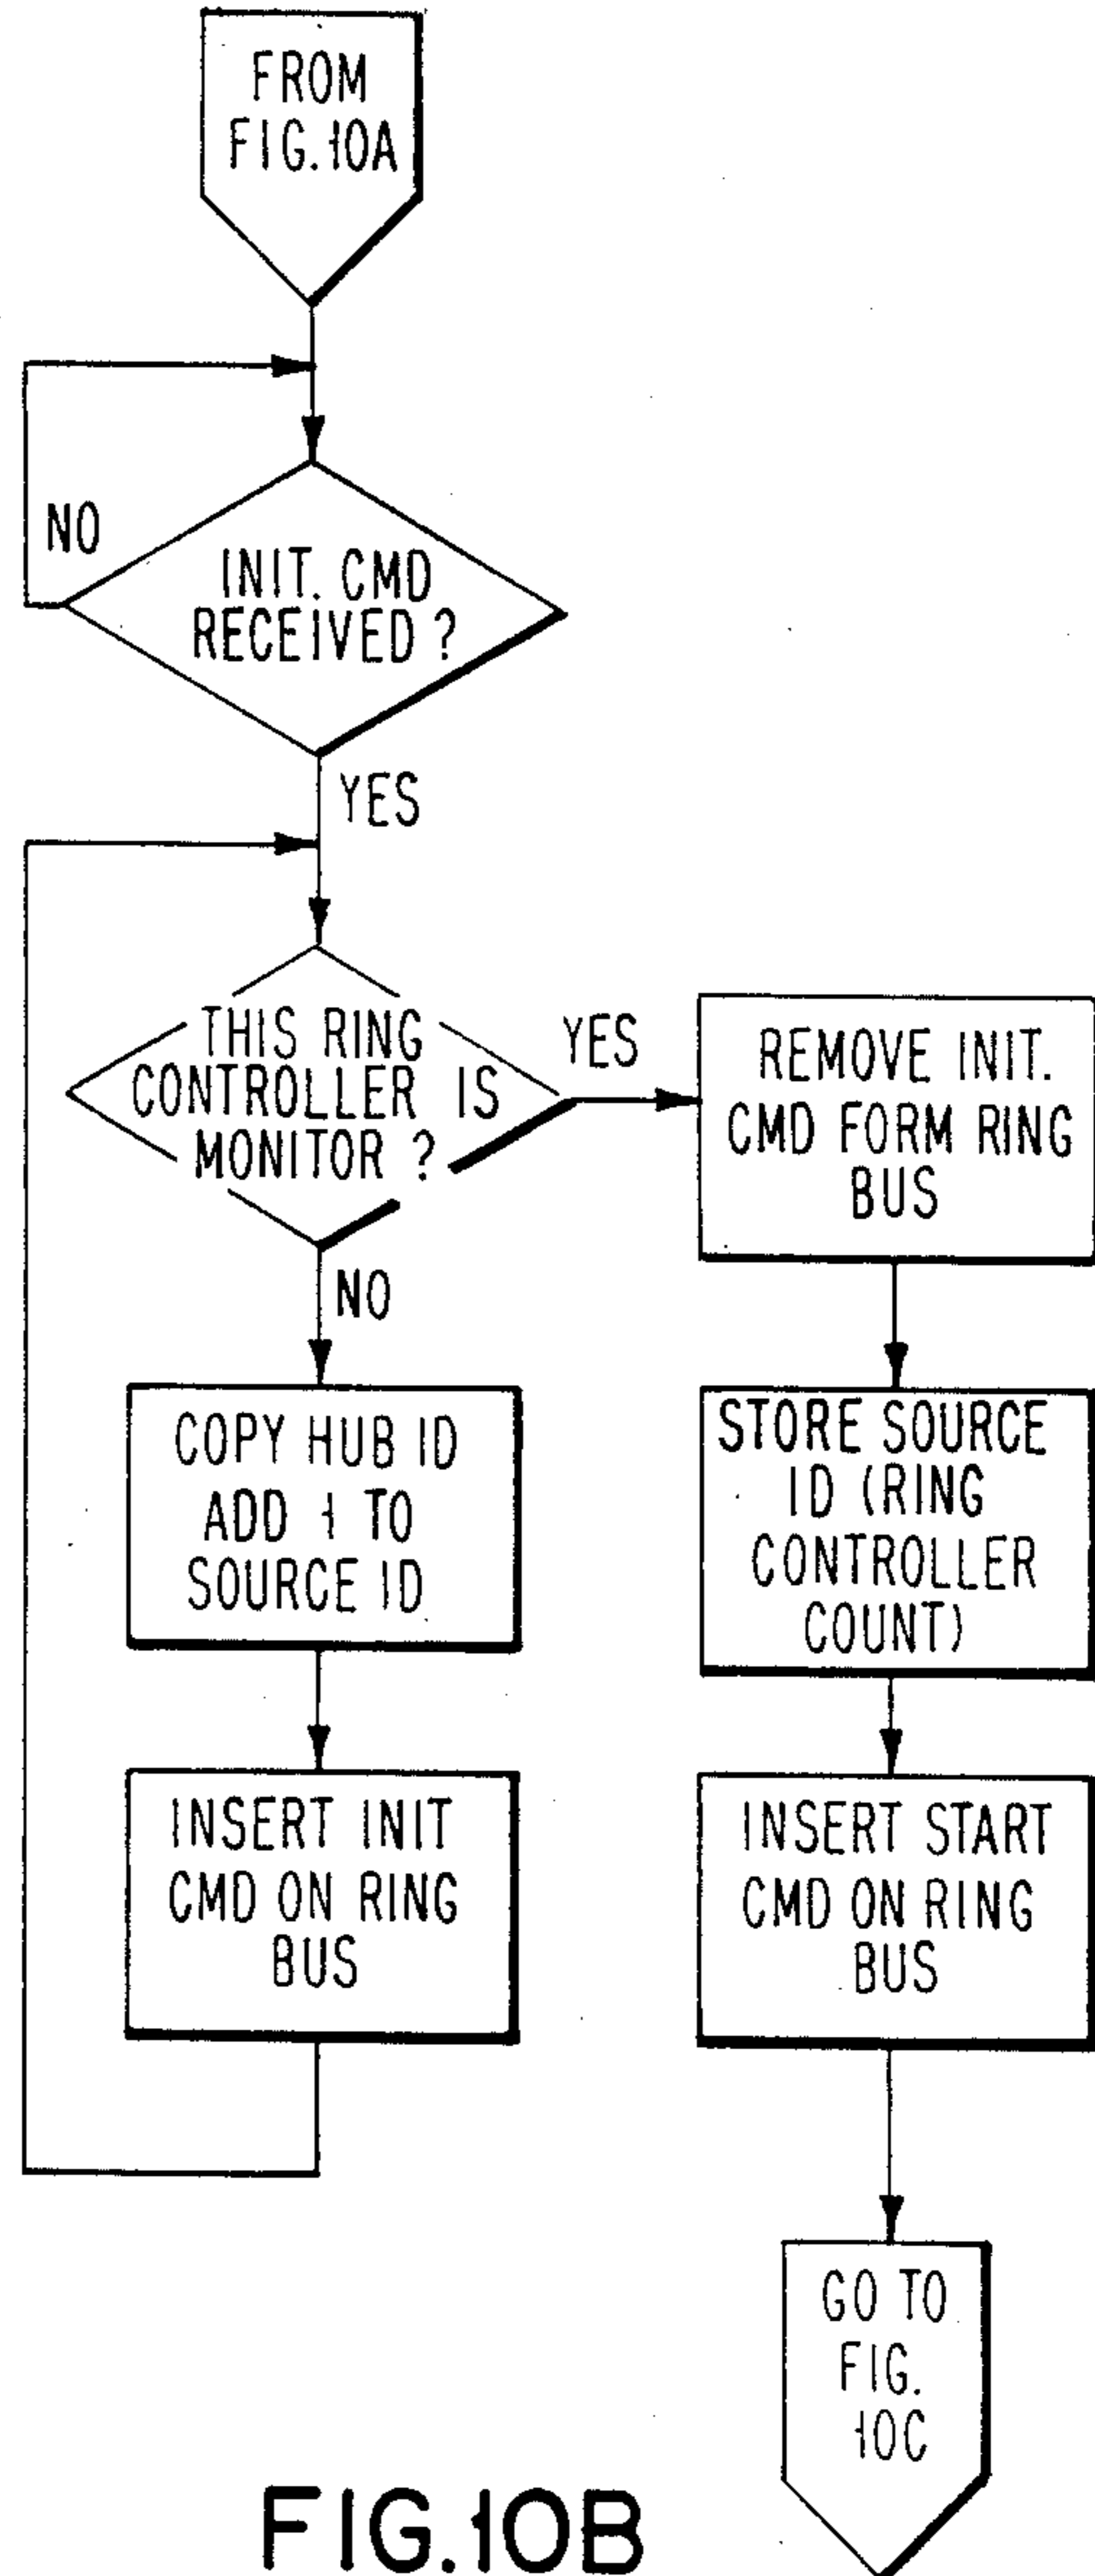 FROM
FIG.10A
NO
INIT. CMD
RECEIVED ?
YES
THIS RING
CONTROLLER IS
MONITOR ?
YES
NO
REMOVE INIT.
CMD FORM RING
BUS
COPY HUB ID
ADD 1 TO
SOURCE ID
STORE SOURCE
ID (RING
CONTROLLER
COUNT)
INSERT INIT
CMD ON RING
BUS
INSERT START
CMD ON RING
BUS
GO TO
FIG.
10C
FIG.10B